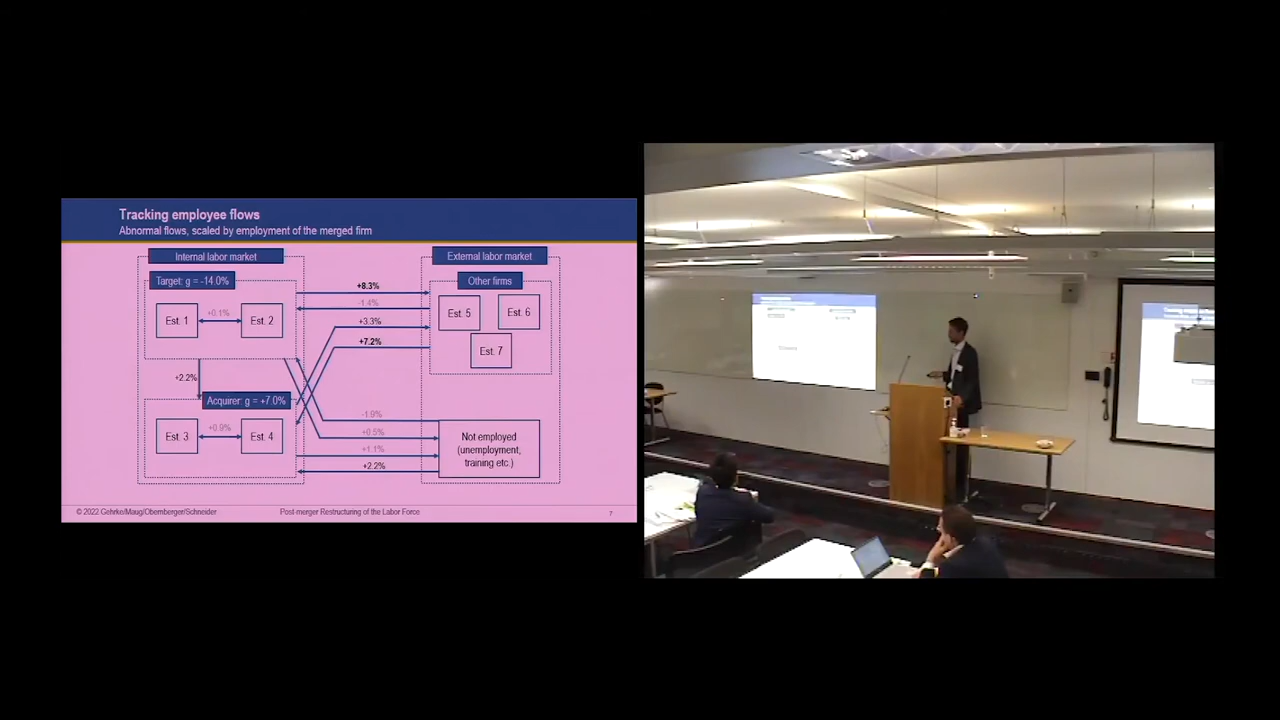 Tracking employee flows
Abnormal flows, scaled by employment of the merged firm
Internal labor market
External labor market
Target: g = -14.0%
Other firms
Est. 1
+0.1%
Est. 2
+8.3%
-1.4%
+3.3%
+7.2%
Est. 5
Est. 6
Est. 7
+2.2%
Acquirer: g = +7.0%
Est. 3
+0.9%
Est. 4
-1.9%
+0.5%
+1.1%
+2.2%
Not employed
(unemployment,
training etc.)
© 2022 Gehrke/Maug/Obernberger/Schneider
Post-merger Restructuring of the Labor Force
7